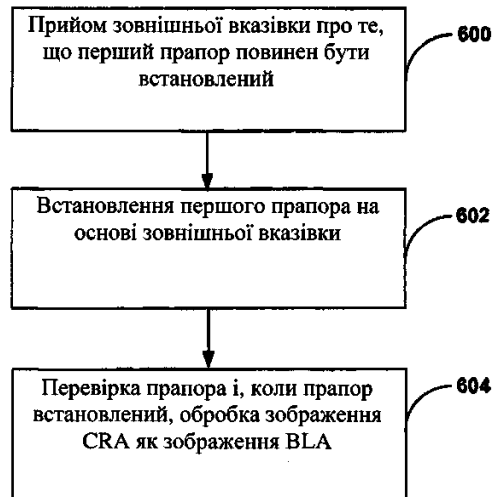 Прийом зовнішньої вказівки про те,
що перший прапор повинен бути
встановлений
600
Встановлення першого прапора на
основі зовнішньої вказівки
602
Перевірка прапора і, коли прапор
встановлений, обробка зображення
CRA як зображення BLA
604